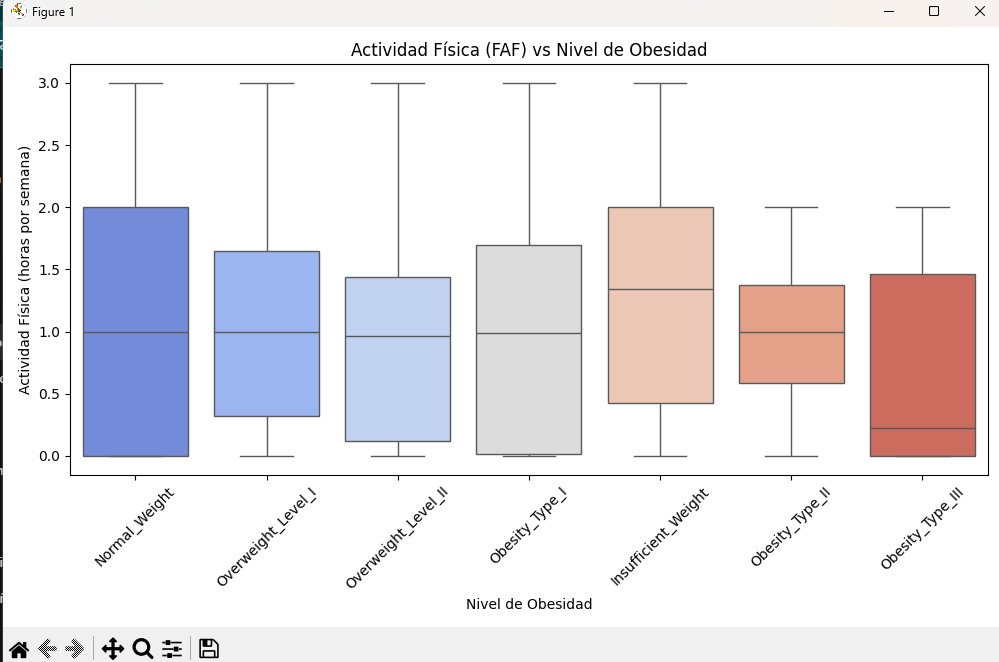 Figure 1
Actividad Física (FAF) vs Nivel de Obesidad
Actividad Física (horas por semana)
3.0
2.5
2.0
1.5
1.0
0.5
0.0
Normal_Weight
Overweight_Level_I
Overweight_Level_II
Obesity_Type_I
Insufficient_Weight
Obesity_Type_II
Obesity_Type_III
Nivel de Obesidad